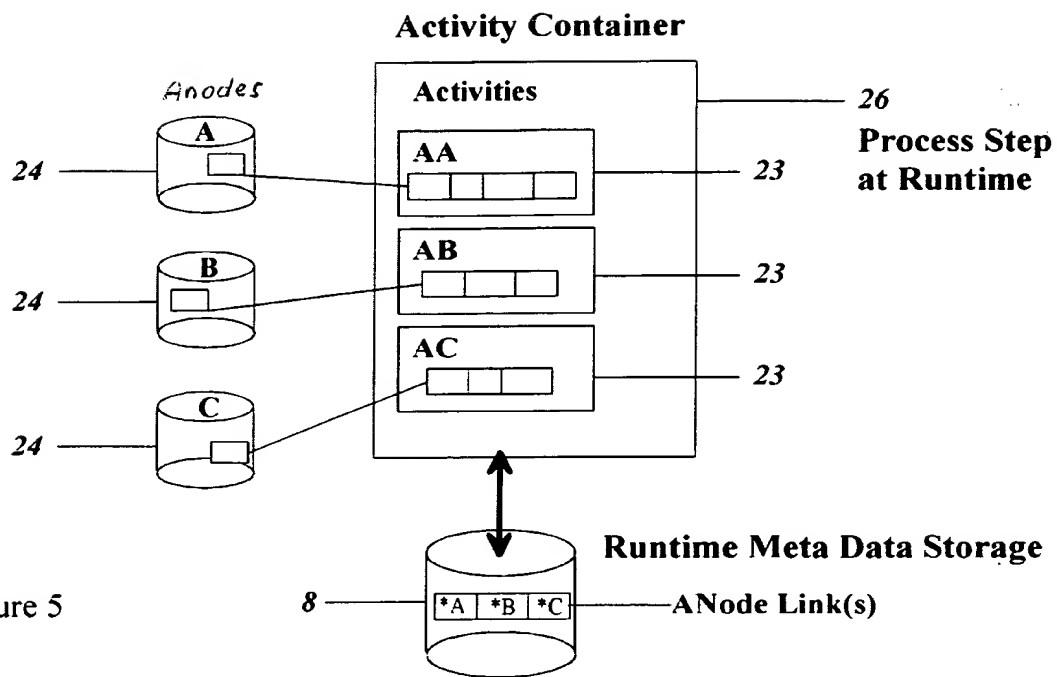 Activity Container
Anodes
Activities
26
Process Step
at Runtime
A
24
AA
23
B
24
AB
23
C
24
AC
23
Runtime Meta Data Storage
ure 5
8
*A *B *C
ANode Link(s)